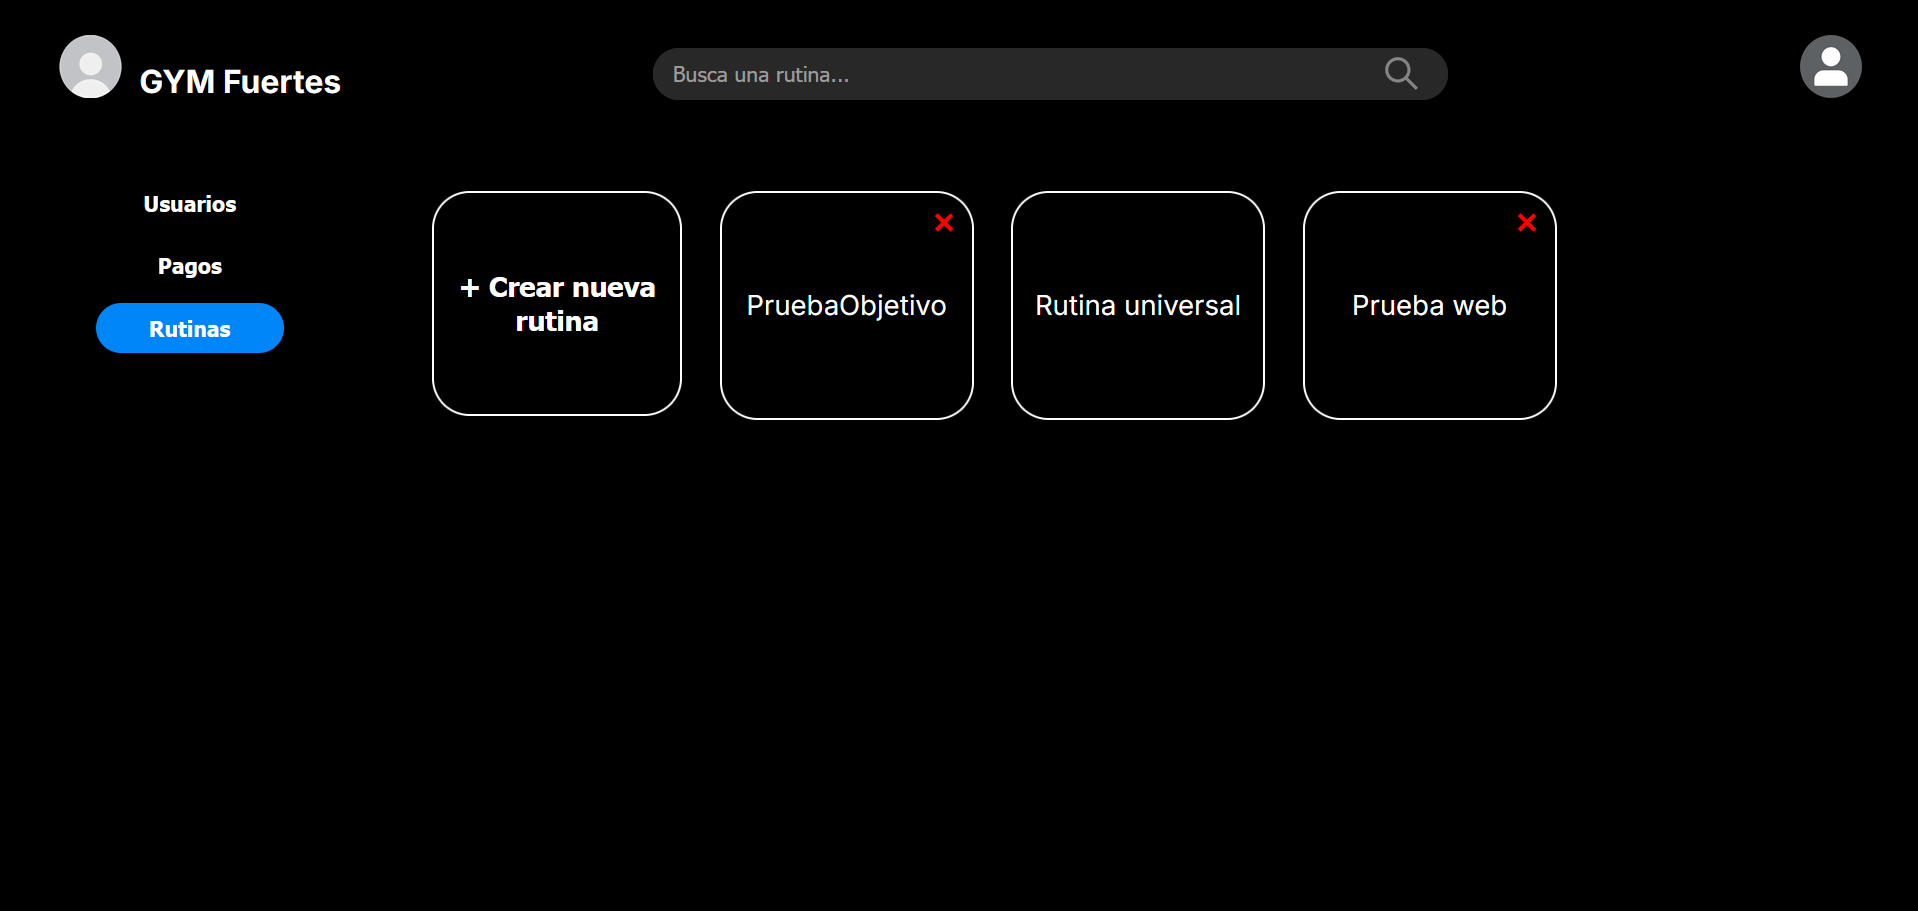 GYM Fuertes
Busca una rutina...
Usuarios
Pagos
Rutinas
+ Crear nueva
rutina
PruebaObjetivo
Rutina universal
Prueba web